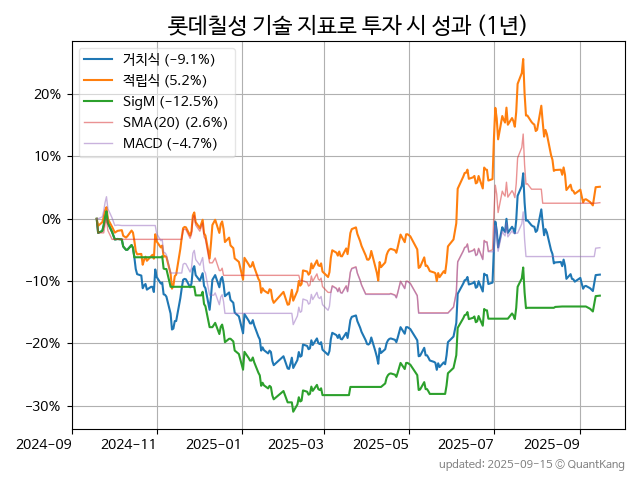 롯데칠성 기술 지표로 투자 시 성과 (1년)
거치식 (−9.1%)
적립식 (5.2%)
SigM (−12.5%)
SMA(20) (2.6%)
MACD (−4.7%)
20%
10%
0%
−10%
−20%
−30%
2024-09 2024-11 2025-01 2025-03 2025-05 2025-07 2025-09
updated: 2025-09-15 © QuantKang